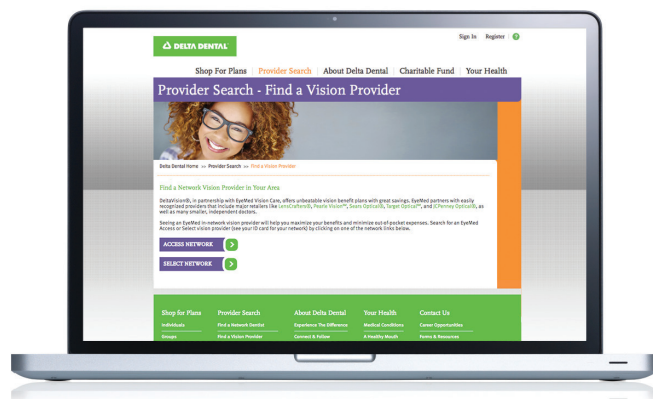 Sign In Register ?
DELTA DENTAL
Shop For Plans Provider Search About Delta Dental Charitable Fund Your Health
Provider Search - Find a Vision Provider
Delta Dental Home >> Provider Search >> Find a Vision Provider
Find a Network Vision Provider in Your Area
DeltaVision®, in partnership with EyeMed Vision Care, offers unbeatable vision benefit plans with great savings. EyeMed partners with easily
recognized providers that include major retailers like LensCrafters®, Pearle Vision℠, Sears Optical®, Target Optical℠, and JCPenney Optical®, as
well as many smaller, independent doctors.
Seeing an EyeMed in-network vision provider will help you maximize your benefits and minimize out-of-pocket expenses. Search for an EyeMed
Access or Select vision provider (see your ID card for your network) by clicking on one of the network links below.
ACCESS NETWORK
SELECT NETWORK
Shop for Plans Provider Search About Delta Dental Your Health Contact Us
Individuals Find a Network Dentist Experience The Difference Medical Conditions Career Opportunities
Groups Find a Vision Provider Connect & Follow A Healthy Mouth Forms & Resources